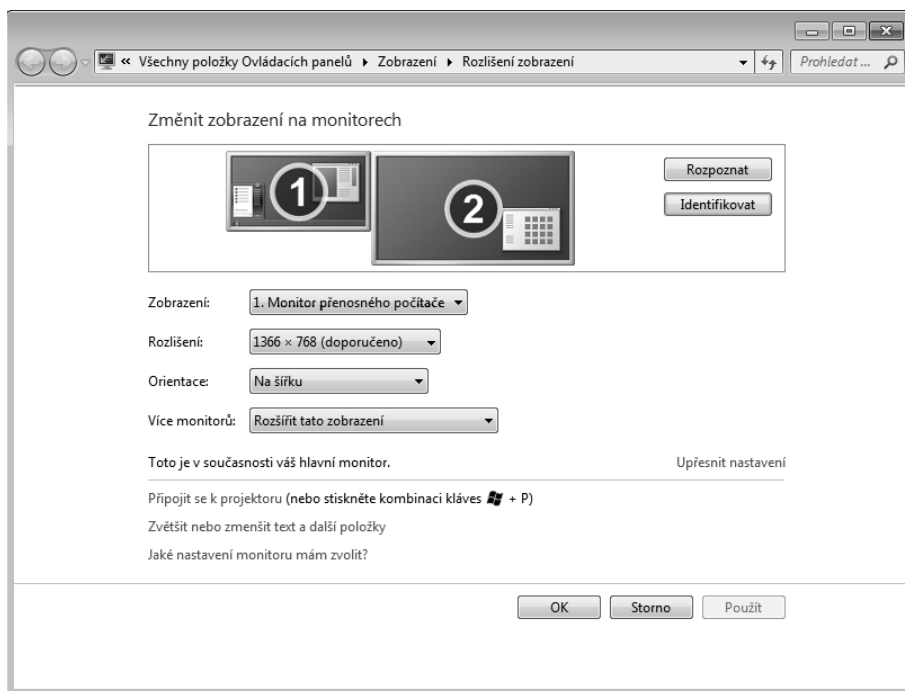 « Všechny položky Ovládacích panelů ▸ Zobrazení ▸ Rozlišení zobrazení Prohledat ...
Změnit zobrazení na monitorech
1
2
Rozpoznat
Identifikovat
Zobrazení: 1. Monitor přenosného počítače
Rozlišení: 1366 × 768 (doporučeno)
Orientace: Na šířku
Více monitorů: Rozšířit tato zobrazení
Toto je v současnosti váš hlavní monitor. Upřesnit nastavení
Připojit se k projektoru (nebo stiskněte kombinaci kláves + P)
Zvětšit nebo zmenšit text a další položky
Jaké nastavení monitoru mám zvolit?
OK Storno Použít